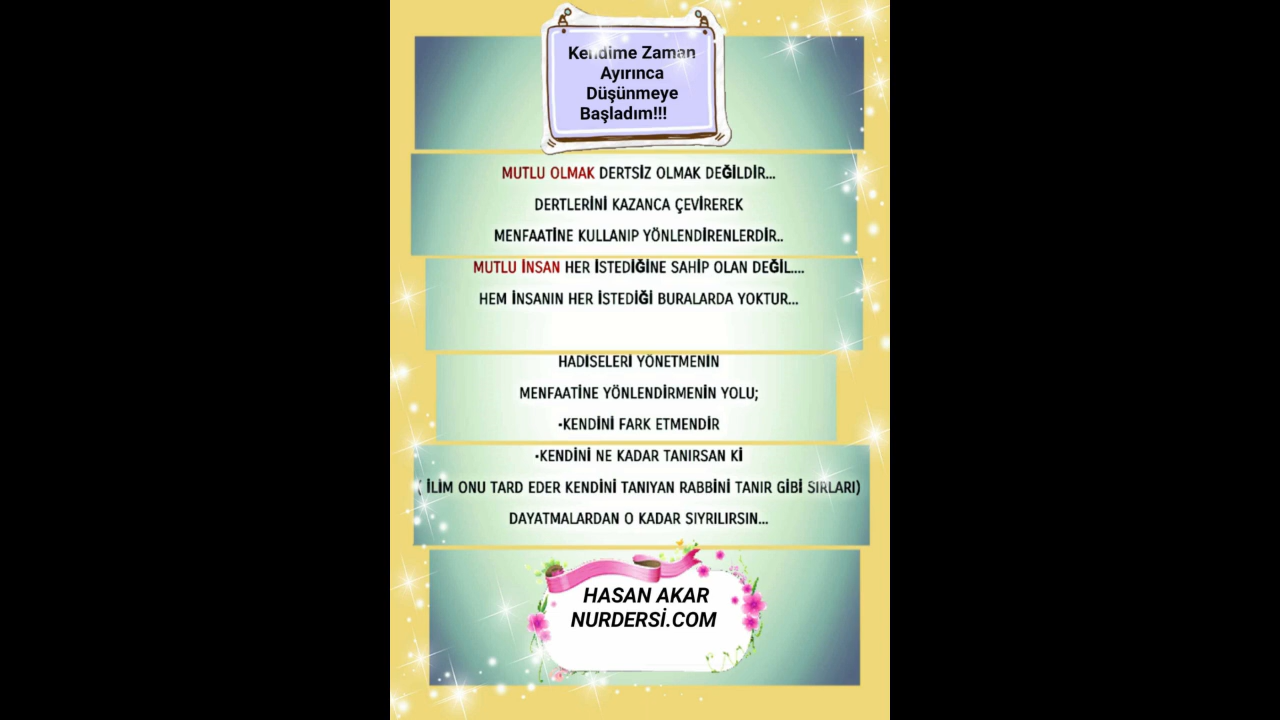 Kendime Zaman
Ayırınca
Düşünmeye
Başladım!!!
MUTLU OLMAK DERTSİZ OLMAK DEĞİLDİR...
DERTLERİNİ KAZANCA ÇEVİREREK
MENFAATİNE KULLANIP YÖNLENDİRENLERDİR..
MUTLU İNSAN HER İSTEDİĞİNE SAHİP OLAN DEĞİL....
HEM İNSANIN HER İSTEDİĞİ BURALARDA YOKTUR...
HADİSELERİ YÖNETMENİN
MENFAATİNE YÖNLENDİRMENİN YOLU;
•KENDİNİ FARK ETMENDİR
•KENDİNİ NE KADAR TANIRSAN Kİ
( İLİM ONU TARD EDER KENDİNİ TANIYAN RABBİNİ TANIR GİBİ SIRLARI)
DAYATMALARDAN O KADAR SIYRILIRSIN...
HASAN AKAR
NURDERSİ.COM